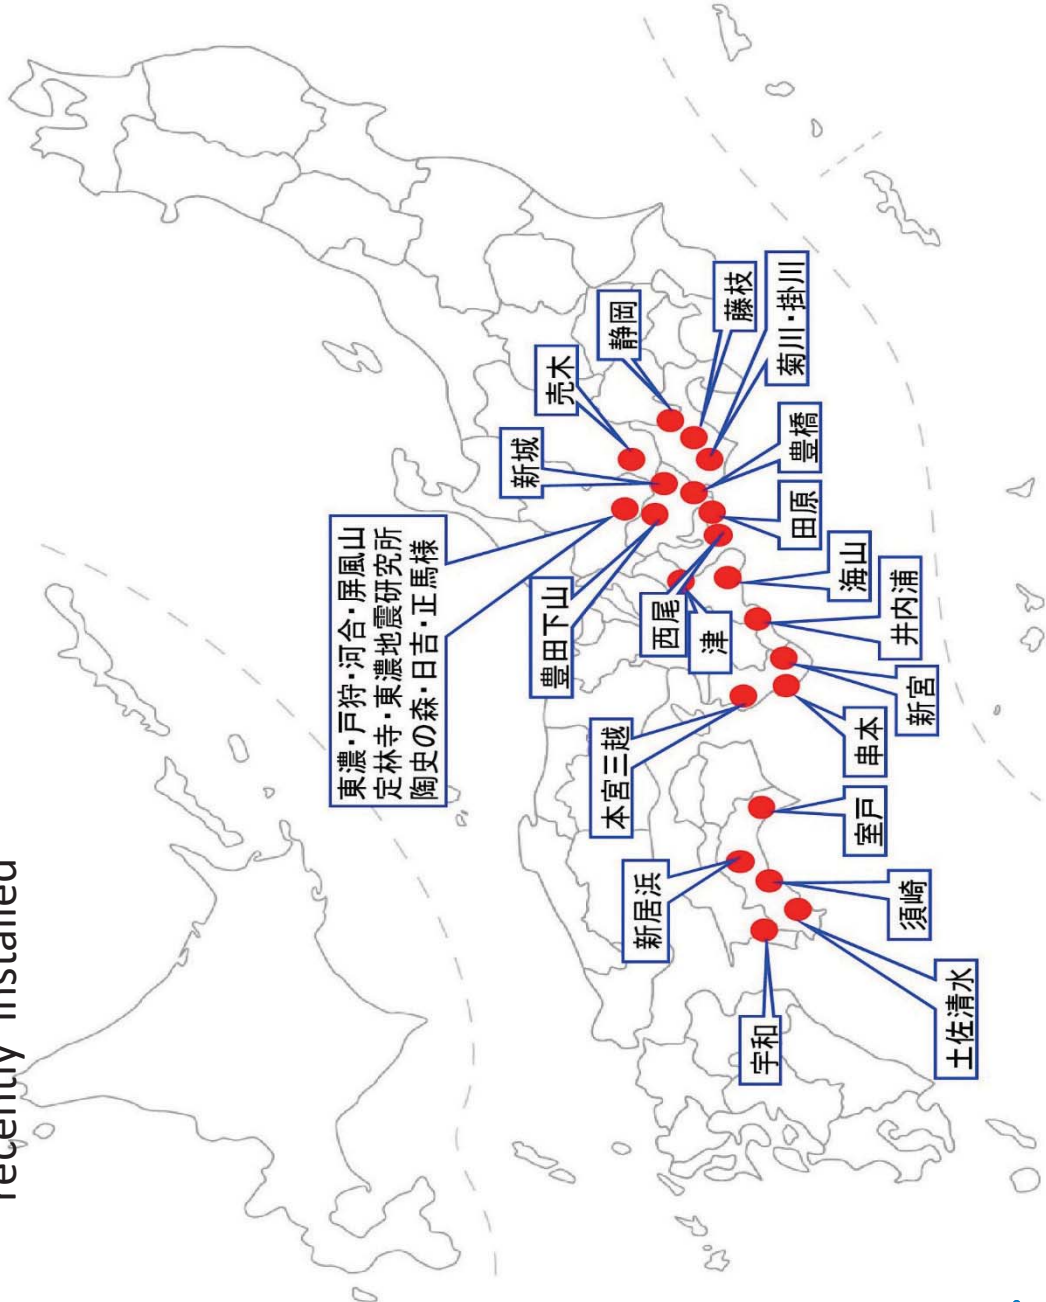 recently installed
東濃・戸狩・河合・屏風山
定林寺・東濃地震研究所
陶史の森・日吉・正馬様
新城
売木
静岡
藤枝
菊川・掛川
豊橋
田原
豊田下山
西尾
津
海山
井内浦
新宮
串本
本宮三越
室戸
新居浜
須崎
土佐清水
宇和